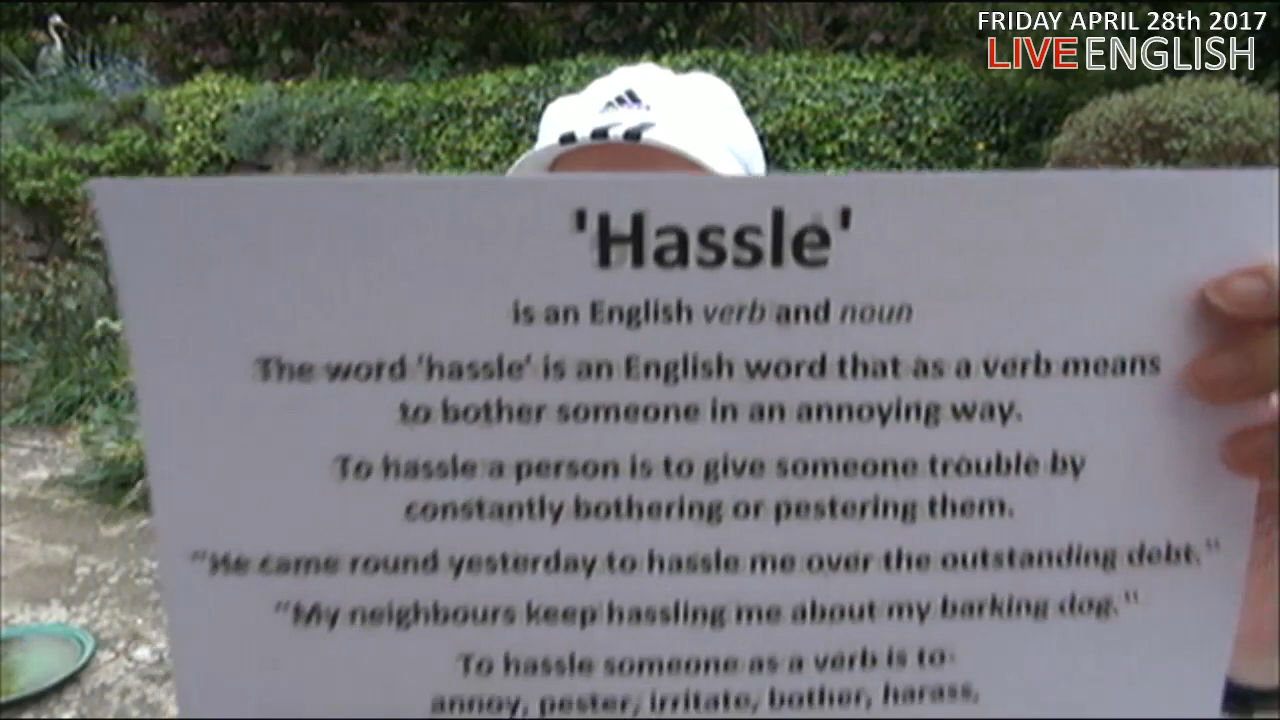 FRIDAY APRIL 28th 2017
LIVE ENGLISH
'Hassle'
is an English verb and noun
The word 'hassle' is an English word that as a verb means
to bother someone in an annoying way.
To hassle a person is to give someone trouble by
constantly bothering or pestering them.
"He came round yesterday to hassle me over the outstanding debt."
"My neighbours keep hassling me about my barking dog."
To hassle someone as a verb is to-
annoy, pester, irritate, bother, harass,